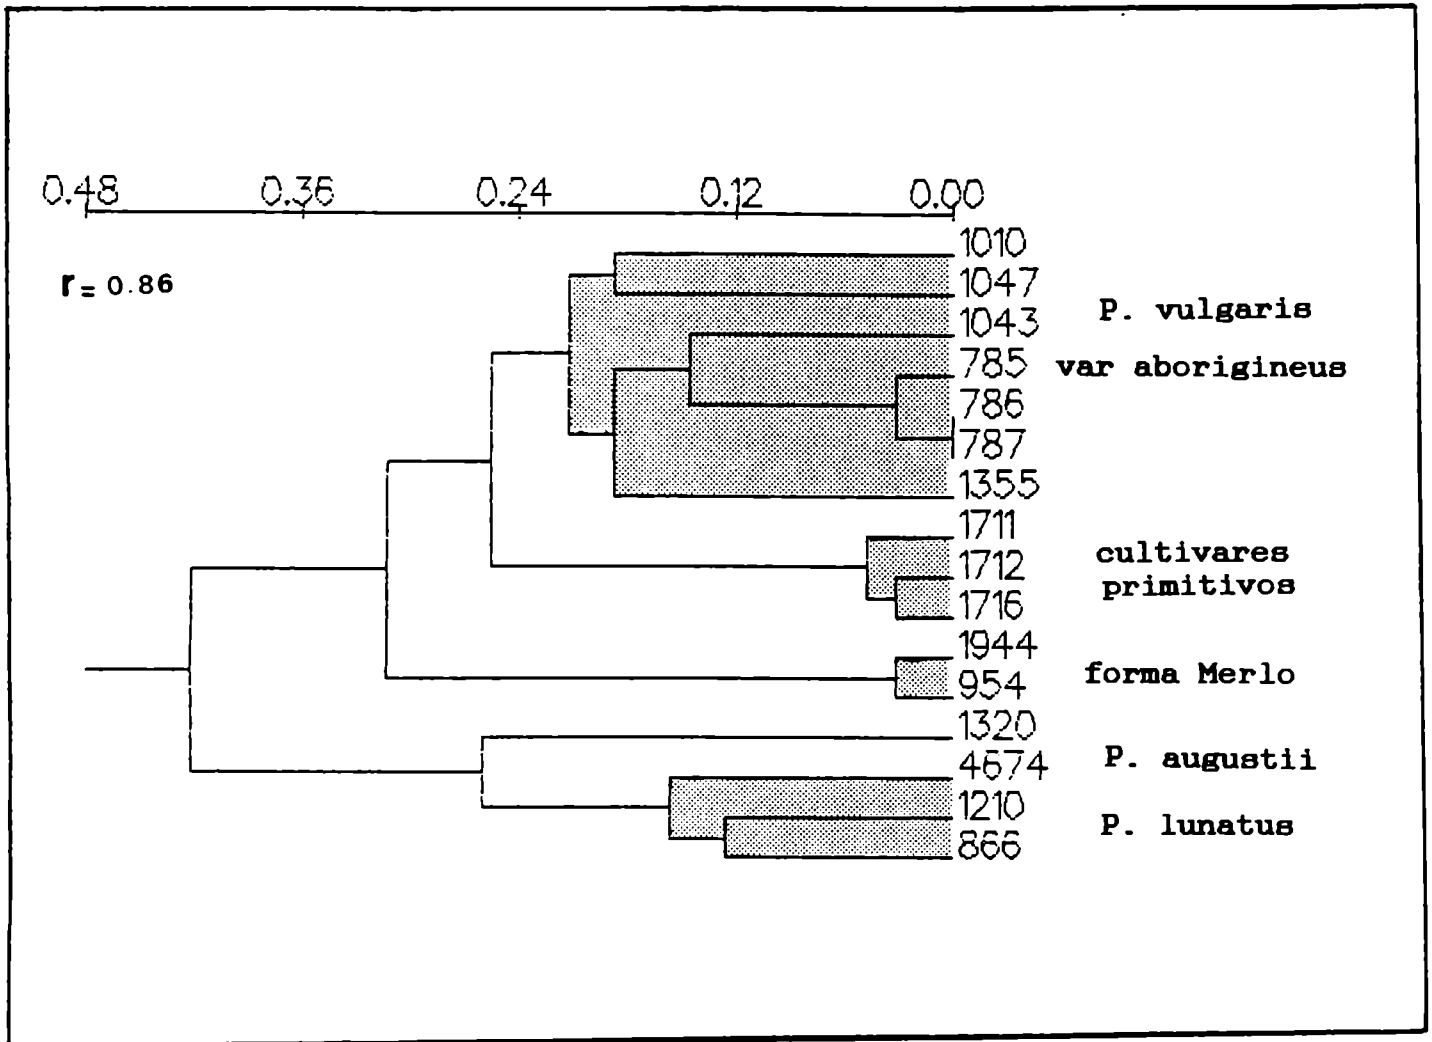 0.48 0.36 0.24 0.12 0.00
r= 0.86
1010
1047
1043
785
786
787
1355
1711
1712
1716
1944
954
1320
4674
1210
866
P. vulgaris
var aborigineus
cultivares
primitivos
forma Merlo
P. augustii
P. lunatus